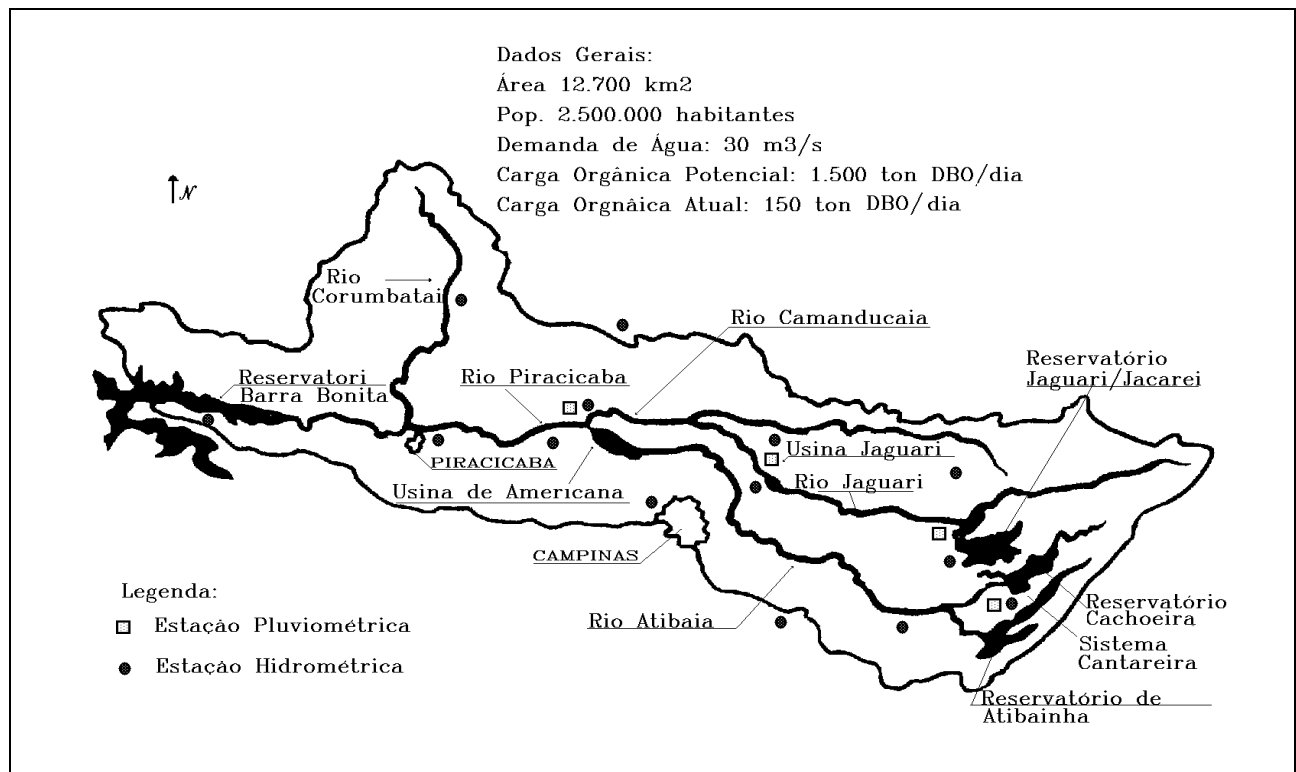 Dados Gerais:
Área 12.700 km2
Pop. 2.500.000 habitantes
Demanda de Água: 30 m3/s
Carga Orgânica Potencial: 1.500 ton DBO/dia
Carga Orgnâica Atual: 150 ton DBO/dia
N
Rio
Corumbatai
Rio Camanducaia
Reservatório
Jaguari/Jacarei
Reservatori
Barra Bonita
Rio Piracicaba
Usina Jaguari
PIRACICABA
Rio Jaguari
Usina de Americana
CAMPINAS
Legenda:
Estação Pluviométrica
Estação Hidrométrica
Rio Atibaia
Reservatório
Cachoeira
Sistema
Cantareira
Reservatório de
Atibainha